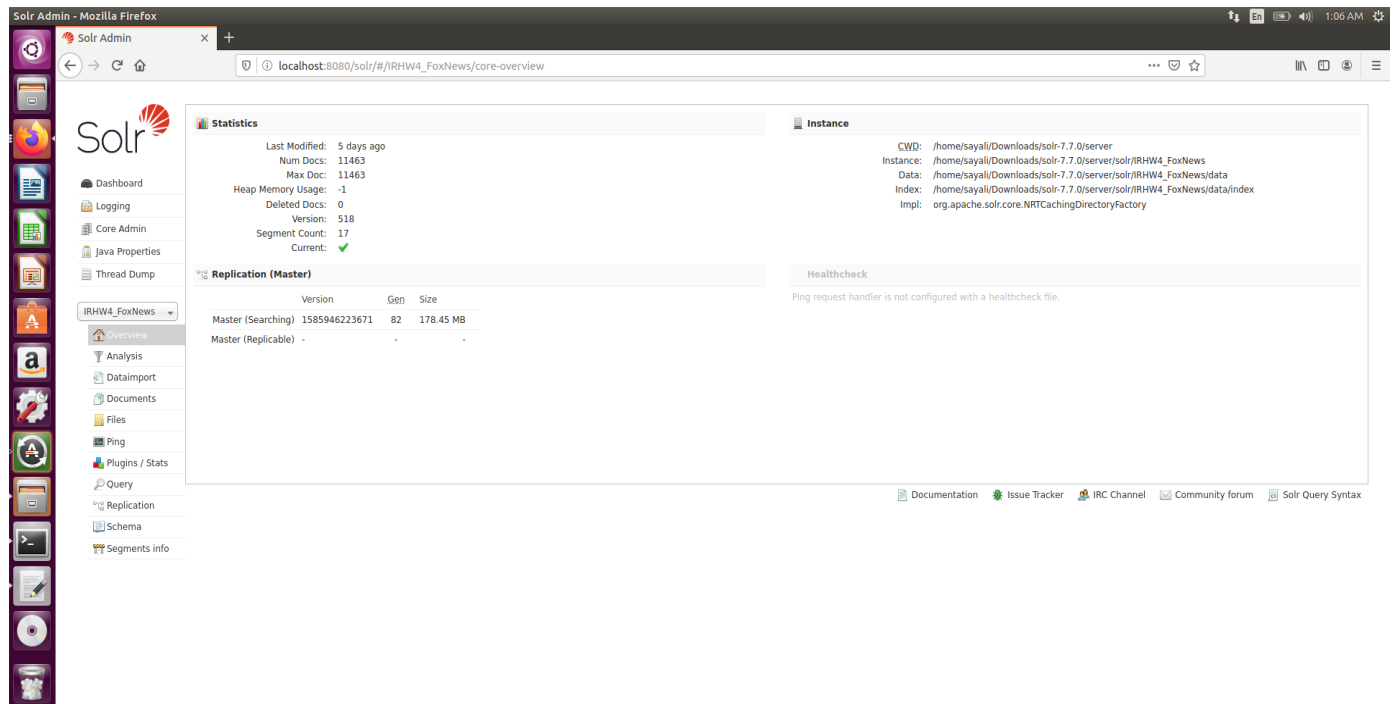 Solr Admin - Mozilla Firefox
En
1:06 AM
Solr Admin
localhost:8080/solr/#/IRHW4_FoxNews/core-overview
Solr
Dashboard
Logging
Core Admin
Java Properties
Thread Dump
IRHW4_FoxNews
Overview
Analysis
Dataimport
Documents
Files
Ping
Plugins / Stats
Query
Replication
Schema
Segments info
Statistics
Last Modified: 5 days ago
Num Docs: 11463
Max Doc: 11463
Heap Memory Usage: -1
Deleted Docs: 0
Version: 518
Segment Count: 17
Current:
Instance
CWD: /home/sayali/Downloads/solr-7.7.0/server
Instance: /home/sayali/Downloads/solr-7.7.0/server/solr/IRHW4_FoxNews
Data: /home/sayali/Downloads/solr-7.7.0/server/solr/IRHW4_FoxNews/data
Index: /home/sayali/Downloads/solr-7.7.0/server/solr/IRHW4_FoxNews/data/index
Impl: org.apache.solr.core.NRTCachingDirectoryFactory
Replication (Master)
Version Gen Size
Master (Searching) 1585946223671 82 178.45 MB
Master (Replicable) - - -
Healthcheck
Ping request handler is not configured with a healthcheck file.
Documentation Issue Tracker IRC Channel Community forum Solr Query Syntax